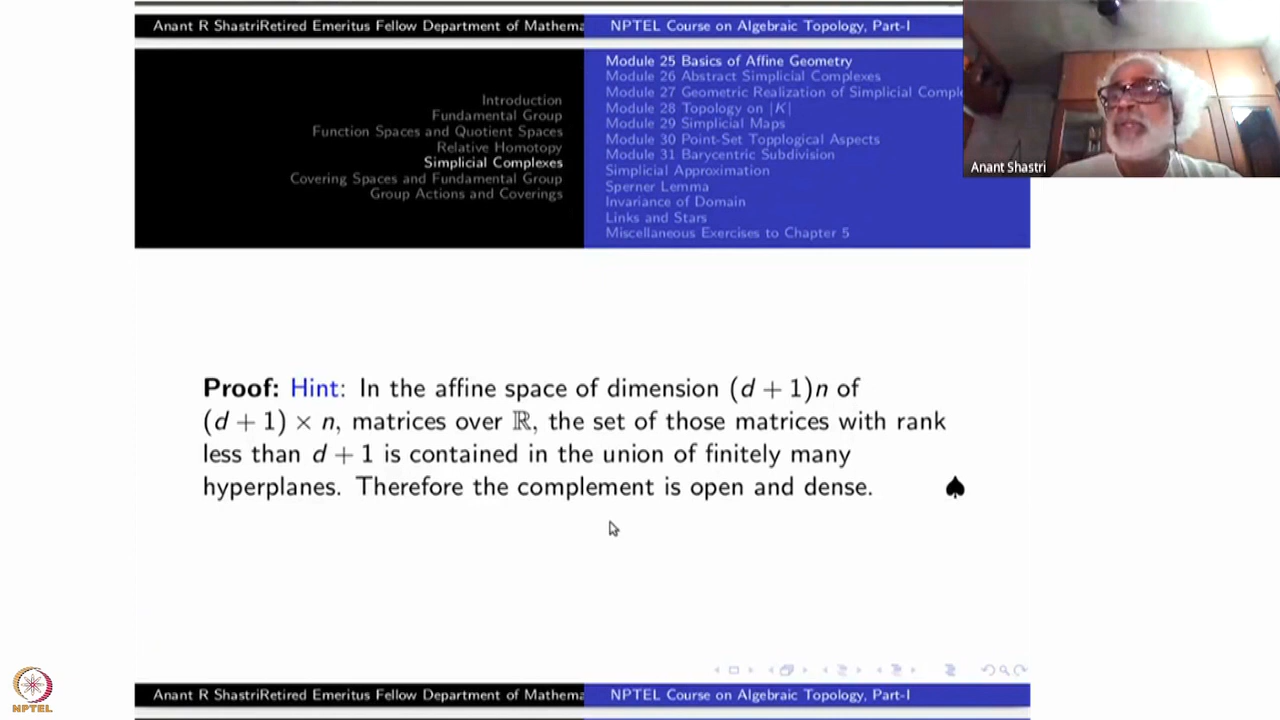 Anant R ShastriRetired Emeritus Fellow Department of Mathema
NPTEL Course on Algebraic Topology, Part-I
Introduction
Fundamental Group
Function Spaces and Quotient Spaces
Relative Homotopy
Simplicial Complexes
Covering Spaces and Fundamental Group
Group Actions and Coverings
Module 25 Basics of Affine Geometry
Module 26 Abstract Simplicial Complexes
Module 27 Geometric Realization of Simplicial Comple
Module 28 Topology on |K|
Module 29 Simplicial Maps
Module 30 Point-Set Topplogical Aspects
Module 31 Barycentric Subdivision
Simplicial Approximation
Sperner Lemma
Invariance of Domain
Links and Stars
Miscellaneous Exercises to Chapter 5
Anant Shastri
Proof: Hint: In the affine space of dimension (d + 1)n of
(d + 1) × n, matrices over ℝ, the set of those matrices with rank
less than d + 1 is contained in the union of finitely many
hyperplanes. Therefore the complement is open and dense. ♠
NPTEL
Anant R ShastriRetired Emeritus Fellow Department of Mathema
NPTEL Course on Algebraic Topology, Part-I